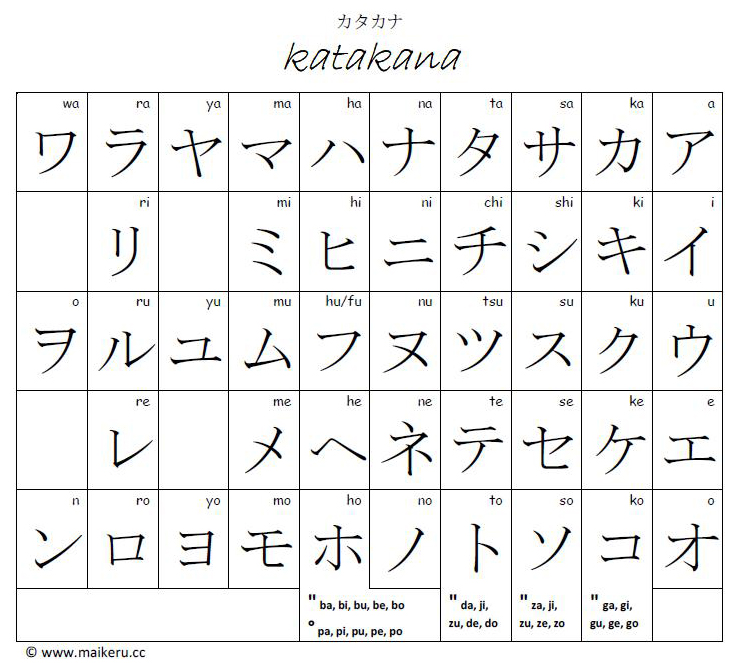 カタカナ
katakana
wa ra ya ma ha na ta sa ka a
ワ ラ ヤ マ ハ ナ タ サ カ ア
ri mi hi ni chi shi ki i
リ ミ ヒ ニ チ シ キ イ
o ru yu mu hu/fu nu tsu su ku u
ヲ ル ユ ム フ ヌ ツ ス ク ウ
re me he ne te se ke e
レ メ ヘ ネ テ セ ケ エ
n ro yo mo ho no to so ko o
ン ロ ヨ モ ホ ノ ト ソ コ オ
" ba, bi, bu, be, bo
° pa, pi, pu, pe, po
" da, ji,
zu, de, do
" za, ji,
zu, ze, zo
" ga, gi,
gu, ge, go
© www.maikeru.cc